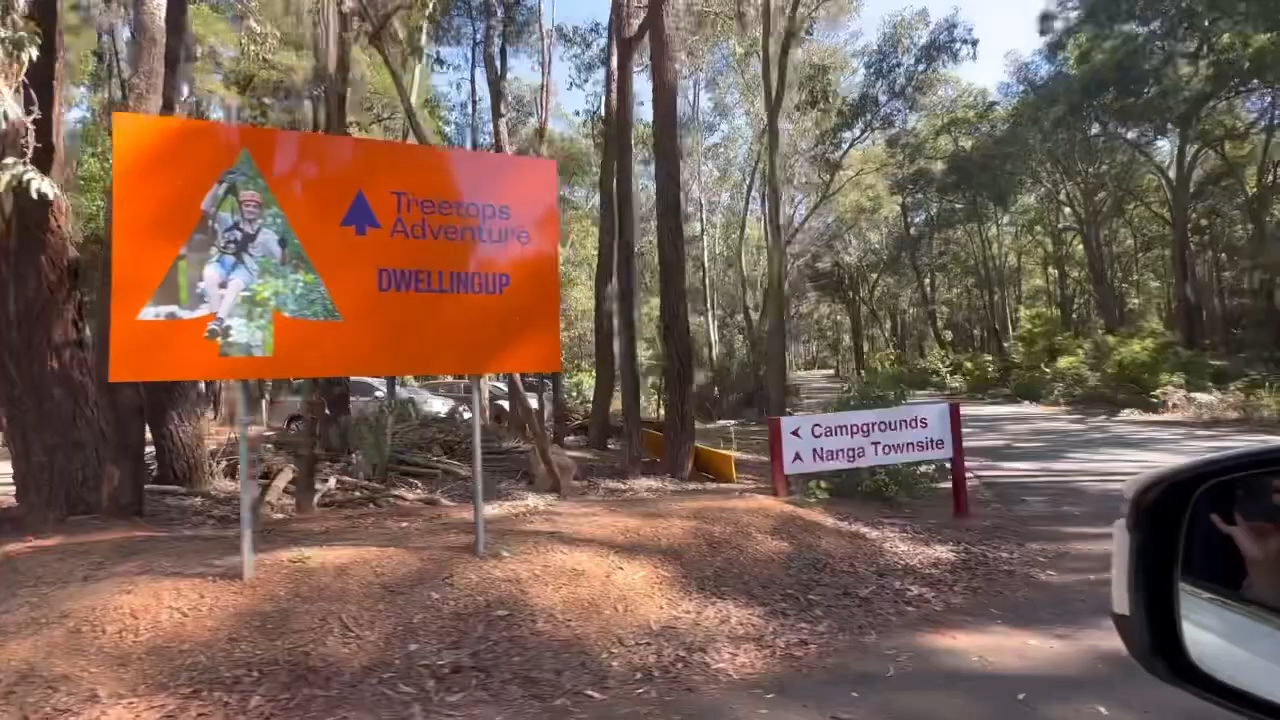 Treetops
Adventure
DWELLINGUP
Campgrounds
Nanga Townsite